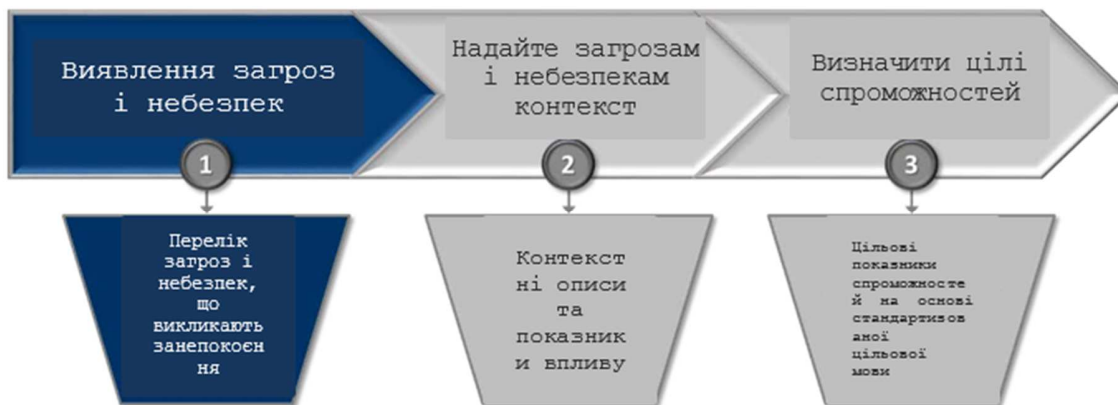 Виявлення загроз
і небезпек
Надайте загрозам
і небезпекам
контекст
Визначити цілі
спроможностей
1
2
3
Перелік
загроз і
небезпек,
що
викликають
занепокоєн
ня
Контекст
ні описи
та
показник
и впливу
Цільові
показники
спроможносте
й на основі
стандартизов
аної
цільової
мови